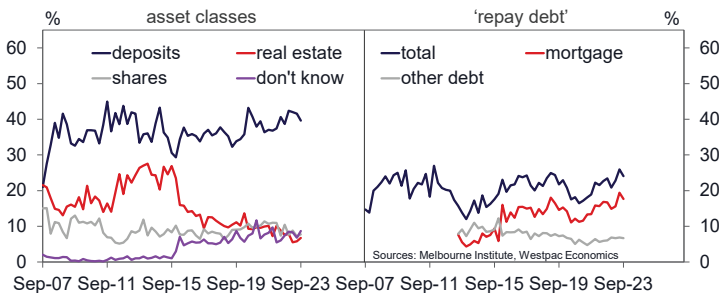 % asset classes 'repay debt' %
60 deposits real estate total mortgage 60
shares don't know other debt
50 50
40 40
30 30
20 20
10 10
0 Sources: Melbourne Institute, Westpac Economics 0
Sep-07 Sep-11 Sep-15 Sep-19 Sep-07 Sep-11 Sep-15 Sep-19 Sep-23